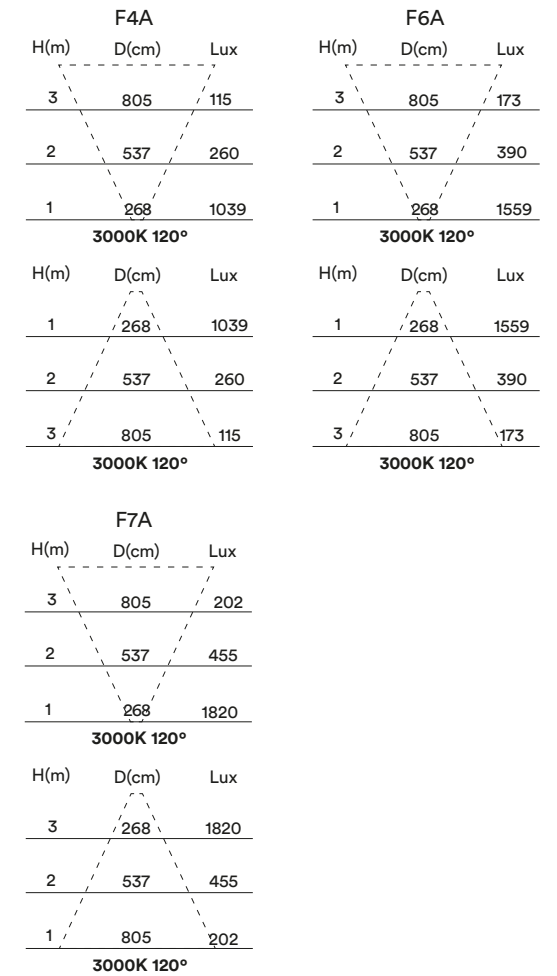 F4A
H(m) D(cm) Lux
3 805 115
2 537 260
1 268 1039
3000K 120°
H(m) D(cm) Lux
1 268 1039
2 537 260
3 805 115
3000K 120°
F6A
H(m) D(cm) Lux
3 805 173
2 537 390
1 268 1559
3000K 120°
H(m) D(cm) Lux
1 268 1559
2 537 390
3 805 173
3000K 120°
F7A
H(m) D(cm) Lux
3 805 202
2 537 455
1 268 1820
3000K 120°
H(m) D(cm) Lux
3 268 1820
2 537 455
1 805 202
3000K 120°